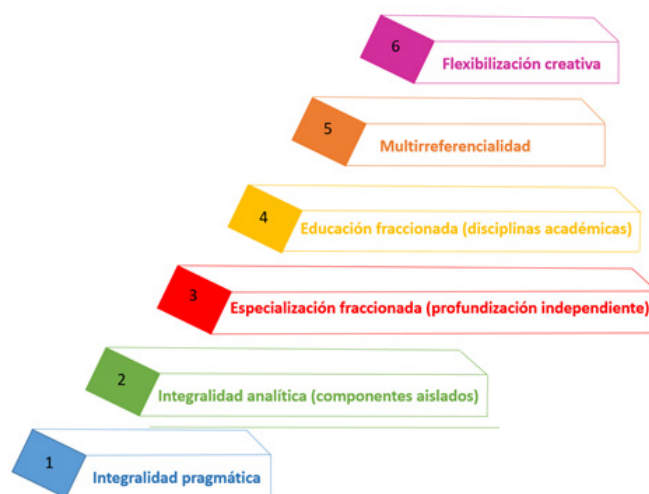 6
Flexibilización creativa
5
Multirreferencialidad
4
Educación fraccionada (disciplinas académicas)
3
Especialización fraccionada (profundización independiente)
2
Integralidad analítica (componentes aislados)
1
Integralidad pragmática